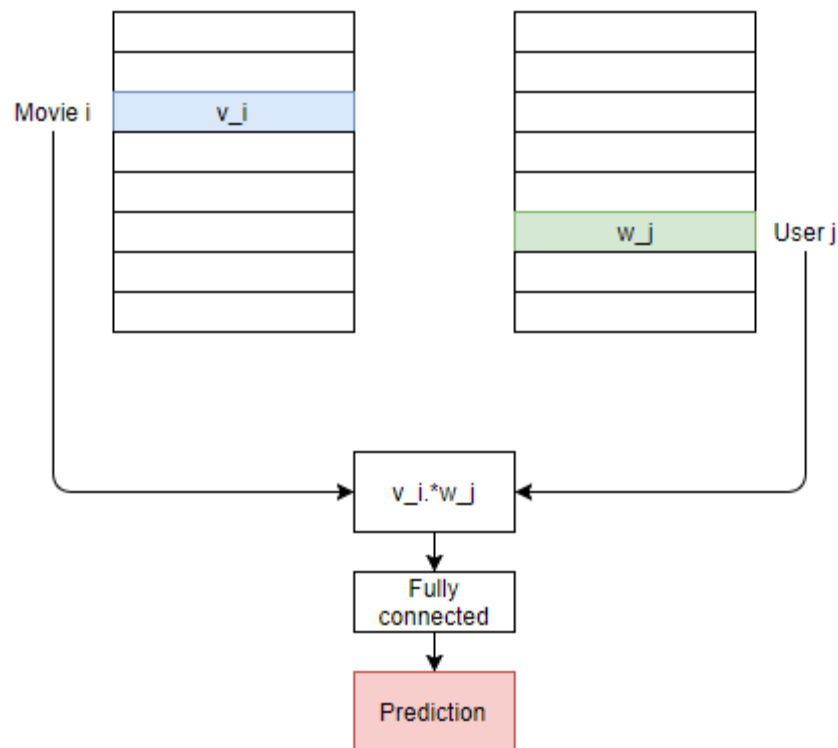 Movie i
v_i
w_j
User j
v_i.*w_j
Fully
connected
Prediction